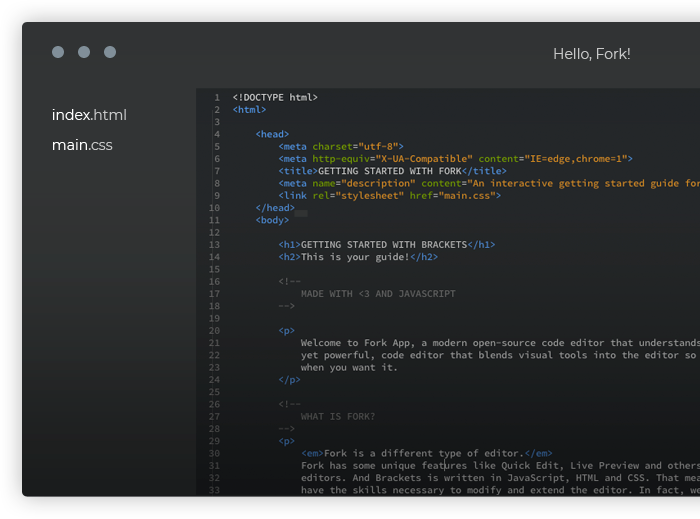 Hello, Fork!
index.html
main.css
1 <!DOCTYPE html>
2 <html>
3
4 <head>
5 <meta charset="utf-8">
6 <meta http-equiv="X-UA-Compatible" content="IE=edge,chrome=1">
7 <title>GETTING STARTED WITH FORK</title>
8 <meta name="description" content="An interactive getting started guide for
9 <link rel="stylesheet" href="main.css">
10 </head>
11 <body>
12
13 <h1>GETTING STARTED WITH BRACKETS</h1>
14 <h2>This is your guide!</h2>
15
16 <!--
17 MADE WITH <3 AND JAVASCRIPT
18 -->
19
20 <p>
21 Welcome to Fork App, a modern open-source code editor that understands
22 yet powerful, code editor that blends visual tools into the editor so
23 when you want it.
24 </p>
25
26 <!--
27 WHAT IS FORK?
28 -->
29 <p>
30 <em>Fork is a different type of editor.</em>
31 Fork has some unique features like Quick Edit, Live Preview and others
32 editors. And Brackets is written in JavaScript, HTML and CSS. That mea
33 have the skills necessary to modify and extend the editor. In fact, we